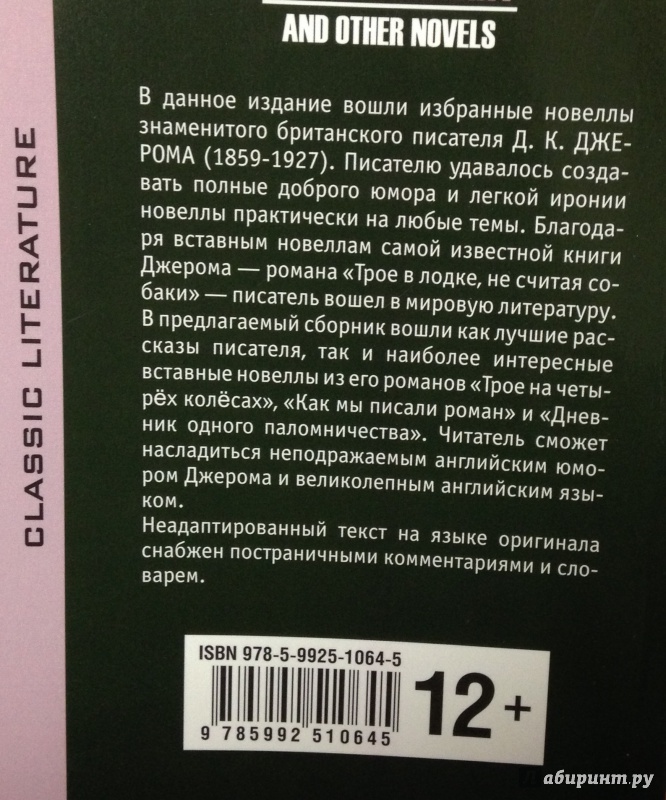 AND OTHER NOVELS
В данное издание вошли избранные новеллы
знаменитого британского писателя Д. К. ДЖЕ-
РОМА (1859-1927). Писателю удавалось созда-
вать полные доброго юмора и легкой иронии
новеллы практически на любые темы. Благода-
ря вставным новеллам самой известной книги
Джерома — романа «Трое в лодке, не считая со-
баки» — писатель вошел в мировую литературу.
В предлагаемый сборник вошли как лучшие рас-
сказы писателя, так и наиболее интересные
вставные новеллы из его романов «Трое на четы-
рёх колёсах», «Как мы писали роман» и «Днев-
ник одного паломничества». Читатель сможет
насладиться неподражаемым английским юмо-
ром Джерома и великолепным английским язы-
ком.
Неадаптированный текст на языке оригинала
снабжен постраничными комментариями и сло-
варем.
CLASSIC LITERATURE
ISBN 978-5-9925-1064-5
9 785992 510645
12+
абиринт.ру